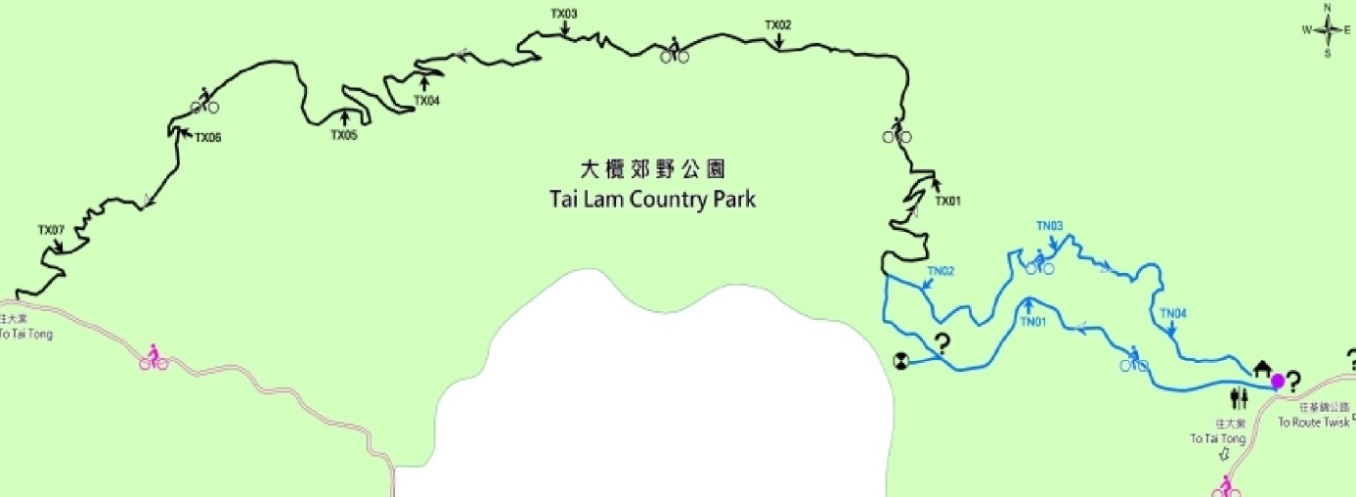 TX03
TX02
N
W
E
S
TX04
TX05
TX06
大欖郊野公園
Tai Lam Country Park
TX01
TX07
TN03
TN02
TN04
TN01
往大棠
To Tai Tong
?
?
?
往荃錦公路
To Route Twisk
往大棠
To Tai Tong